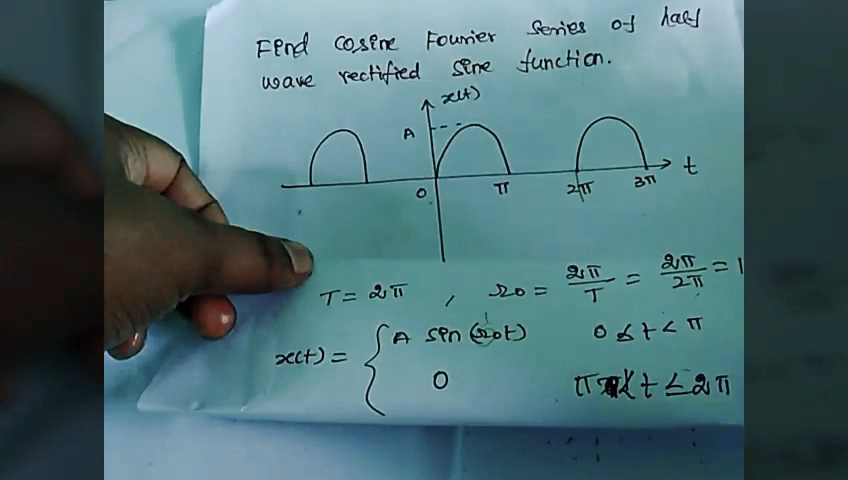 Find cosine Fourier Series of half
wave rectified sine function.
x(t)
A
0 π 2π 3π t
T = 2π , Ω0 = 2π/T = 2π/2π = 1
x(t) = { A sin(Ω0t) 0 ≤ t < π
0 π < t ≤ 2π